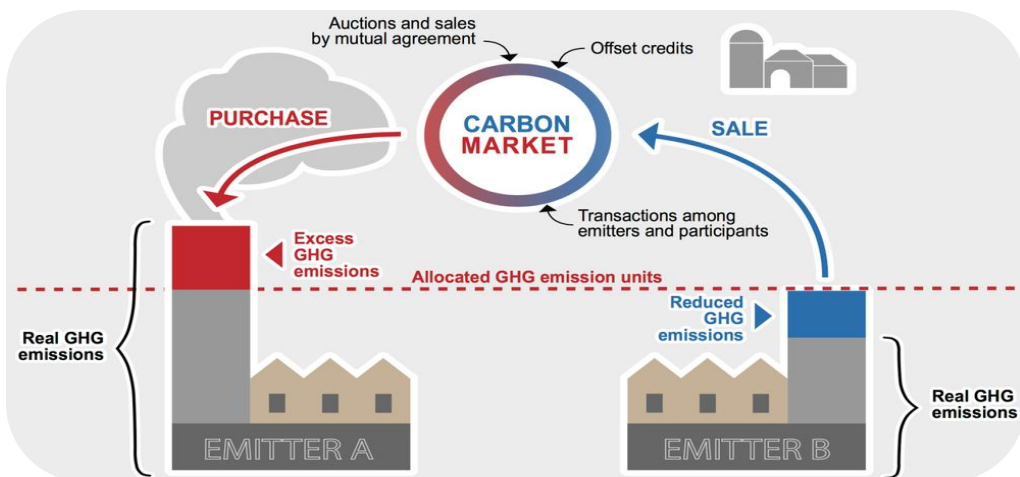 Auctions and sales
by mutual agreement
Offset credits
PURCHASE
CARBON
MARKET
SALE
Transactions among
emitters and participants
Excess
GHG
emissions
Allocated GHG emission units
Reduced
GHG
emissions
Real GHG
emissions
Real GHG
emissions
EMITTER A
EMITTER B